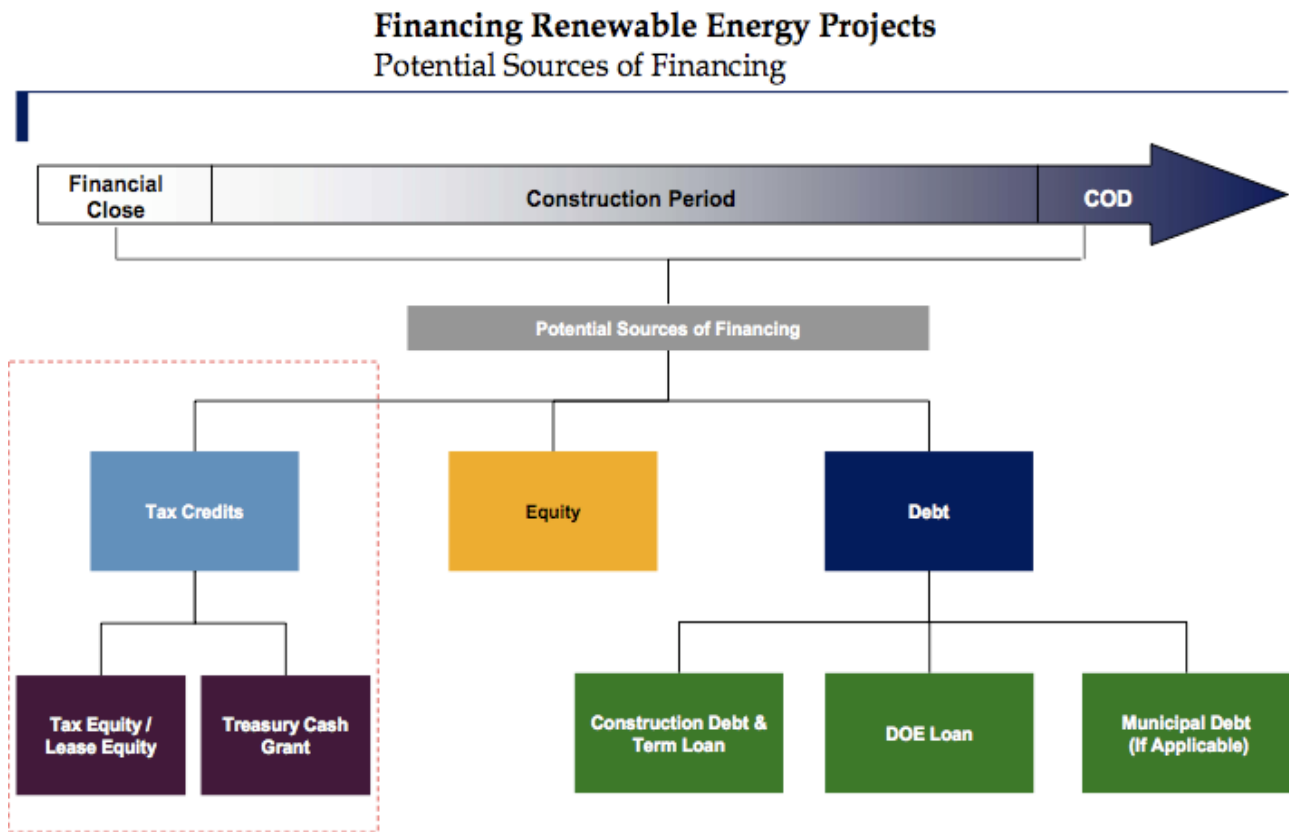 Financing Renewable Energy Projects
Potential Sources of Financing
Financial
Close
Construction Period
COD
Potential Sources of Financing
Tax Credits
Equity
Debt
Tax Equity /
Lease Equity
Treasury Cash
Grant
Construction Debt &
Term Loan
DOE Loan
Municipal Debt
(If Applicable)